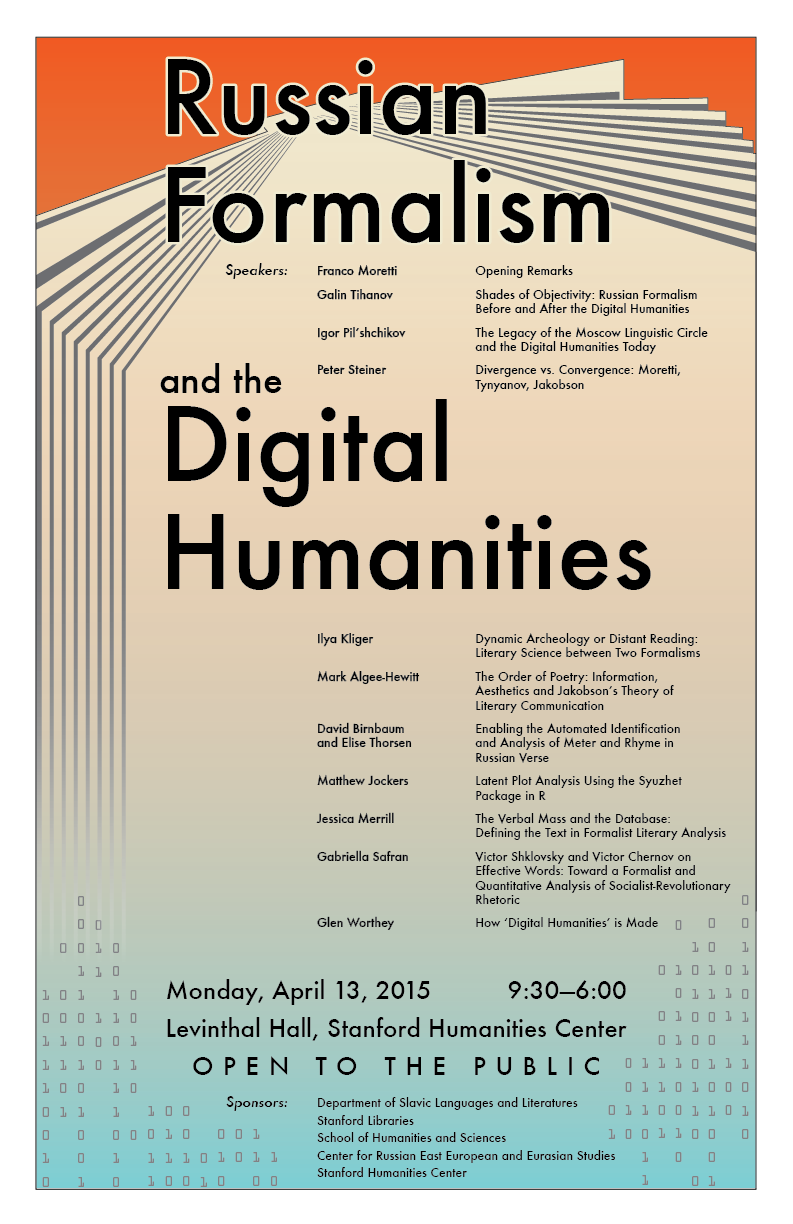 Russian
Formalism
Speakers: Franco Moretti Opening Remarks
Galin Tihanov Shades of Objectivity: Russian Formalism
Before and After the Digital Humanities
Igor Pil'shchikov The Legacy of the Moscow Linguistic Circle
and the Digital Humanities Today
Peter Steiner Divergence vs. Convergence: Moretti,
Tynyanov, Jakobson
and the
Digital
Humanities
Ilya Kliger Dynamic Archeology or Distant Reading:
Literary Science between Two Formalisms
Mark Algee-Hewitt The Order of Poetry: Information,
Aesthetics and Jakobson's Theory of
Literary Communication
David Birnbaum Enabling the Automated Identification
and Elise Thorsen and Analysis of Meter and Rhyme in
Russian Verse
Matthew Jockers Latent Plot Analysis Using the Syuzhet
Package in R
Jessica Merrill The Verbal Mass and the Database:
Defining the Text in Formalist Literary Analysis
Gabriella Safran Victor Shklovsky and Victor Chernov on
Effective Words: Toward a Formalist and
Quantitative Analysis of Socialist-Revolutionary
Rhetoric
Glen Worthey How 'Digital Humanities' is Made
Monday, April 13, 2015 9:30—6:00
Levinthal Hall, Stanford Humanities Center
OPEN TO THE PUBLIC
Sponsors: Department of Slavic Languages and Literatures
Stanford Libraries
School of Humanities and Sciences
Center for Russian East European and Eurasian Studies
Stanford Humanities Center